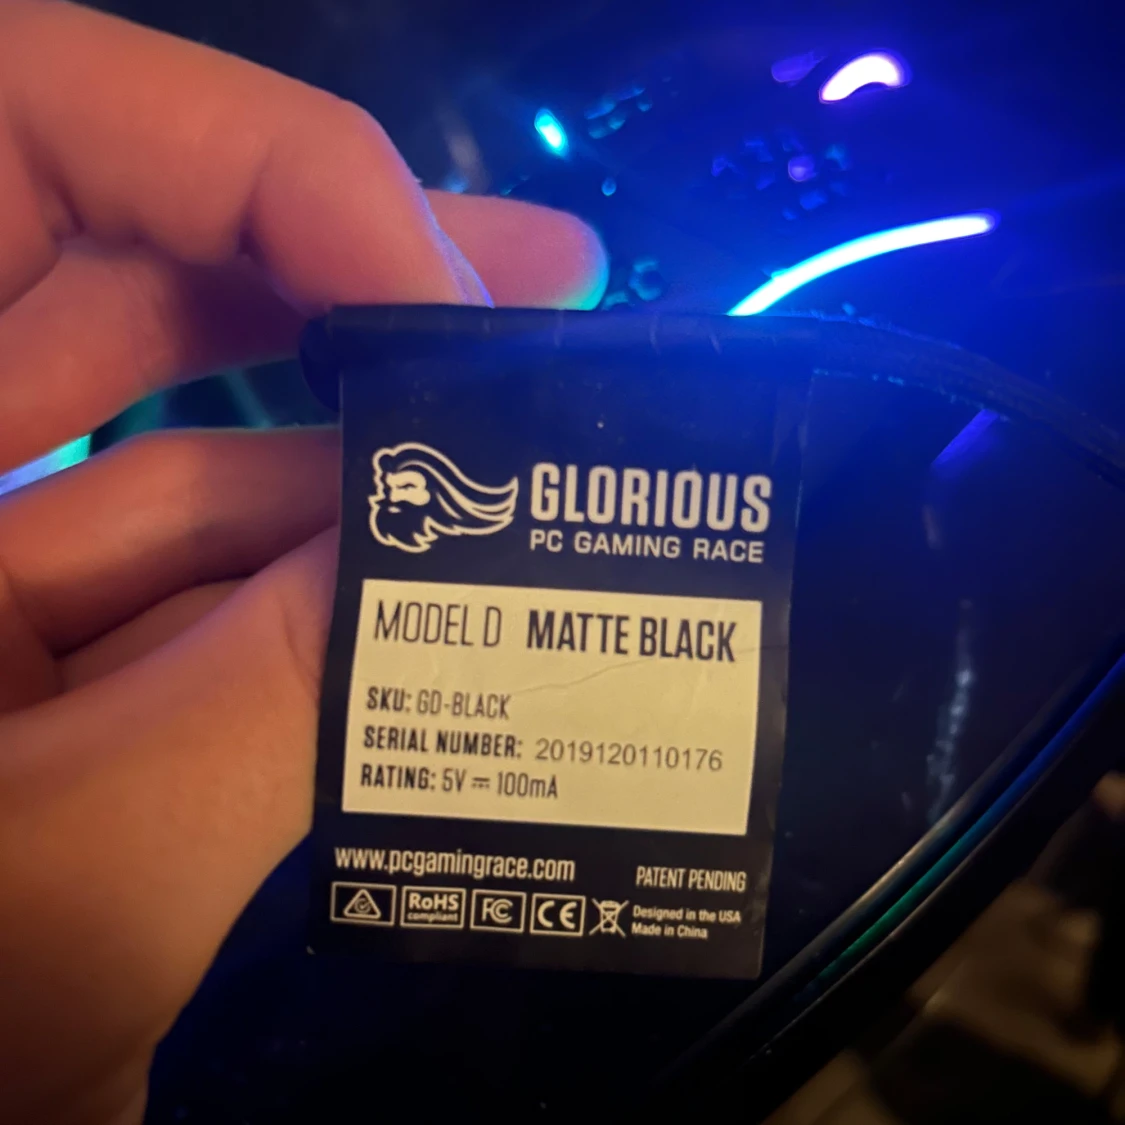 GLORIOUS
PC GAMING RACE
MODEL D MATTE BLACK
SKU: GD-BLACK
SERIAL NUMBER: 2019120110176
RATING: 5V ⎓ 100mA
www.pcgamingrace.com PATENT PENDING
RoHS
compliant
FC
CE
Designed in the USA
Made in China